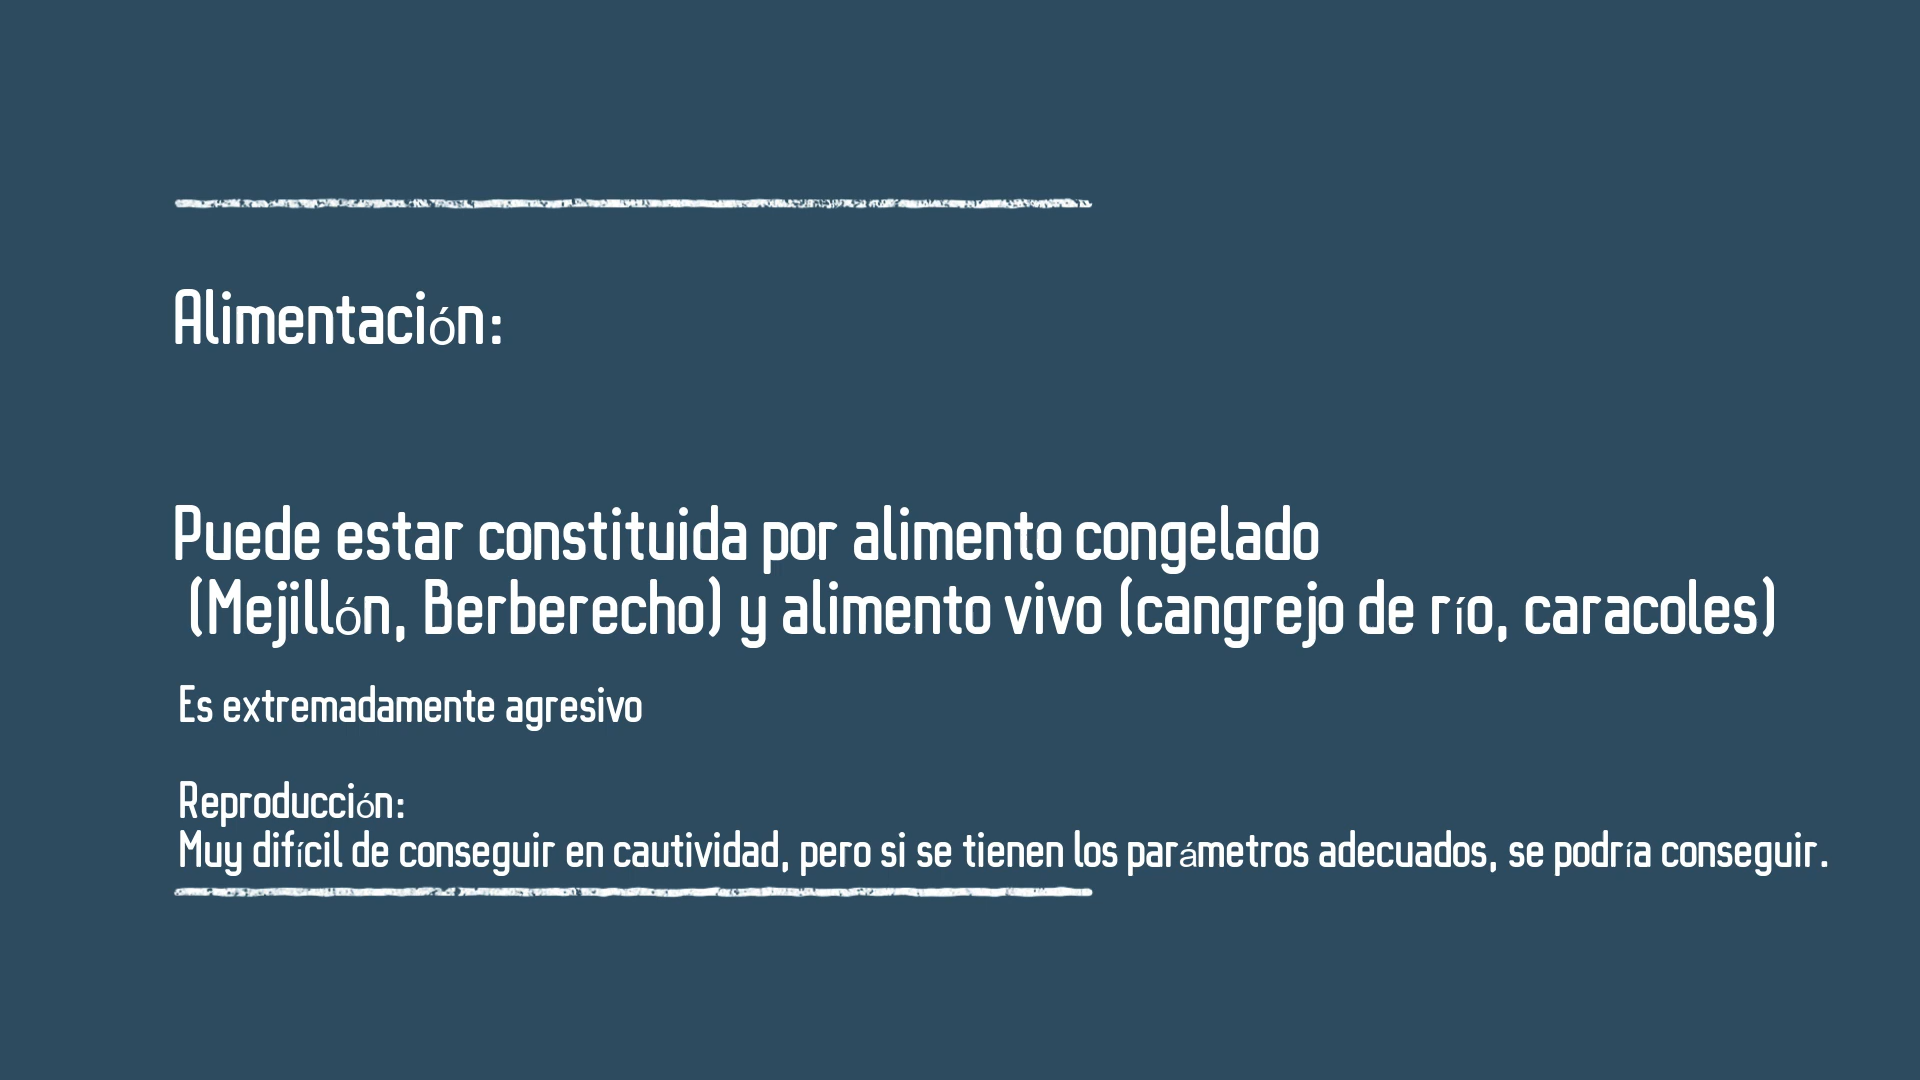 Alimentación:
Puede estar constituida por alimento congelado
(Mejillón, Berberecho) y alimento vivo (cangrejo de río, caracoles)
Es extremadamente agresivo
Reproducción:
Muy difícil de conseguir en cautividad, pero si se tienen los parámetros adecuados, se podría conseguir.